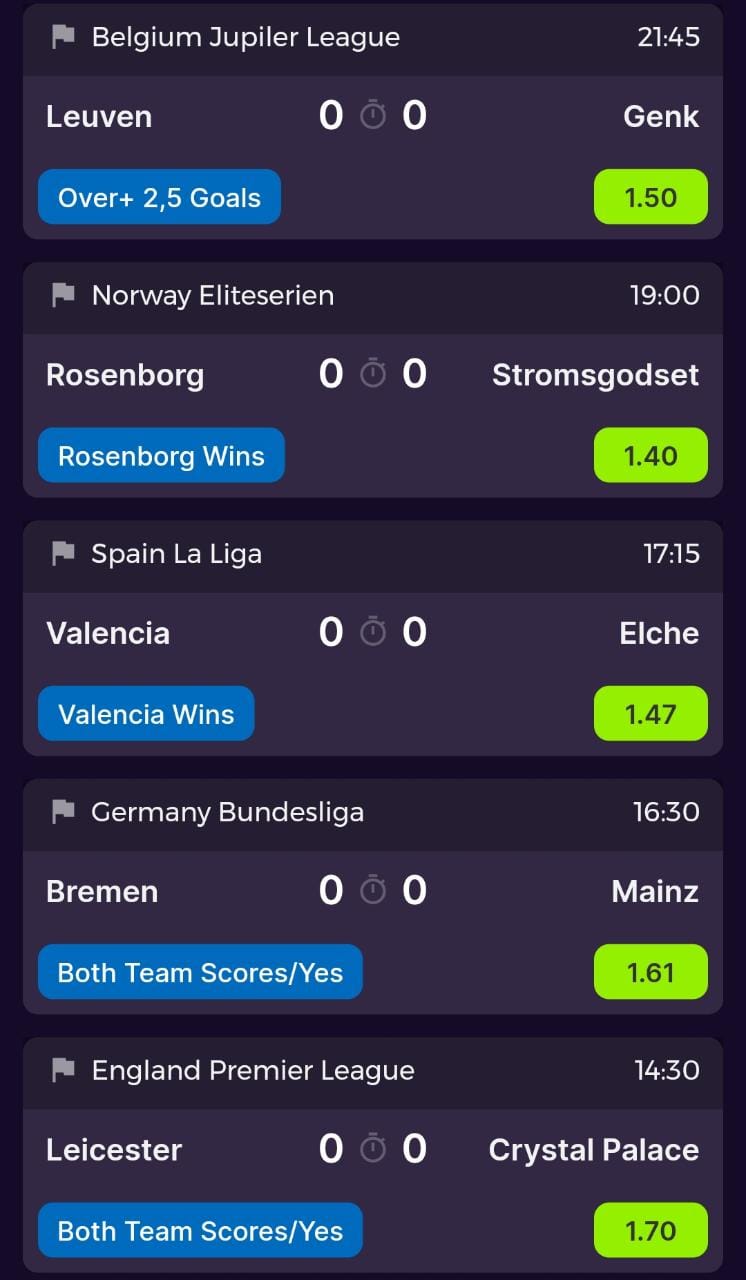 Belgium Jupiler League 21:45
Leuven 0 0 Genk
Over+ 2,5 Goals 1.50
Norway Eliteserien 19:00
Rosenborg 0 0 Stromsgodset
Rosenborg Wins 1.40
Spain La Liga 17:15
Valencia 0 0 Elche
Valencia Wins 1.47
Germany Bundesliga 16:30
Bremen 0 0 Mainz
Both Team Scores/Yes 1.61
England Premier League 14:30
Leicester 0 0 Crystal Palace
Both Team Scores/Yes 1.70